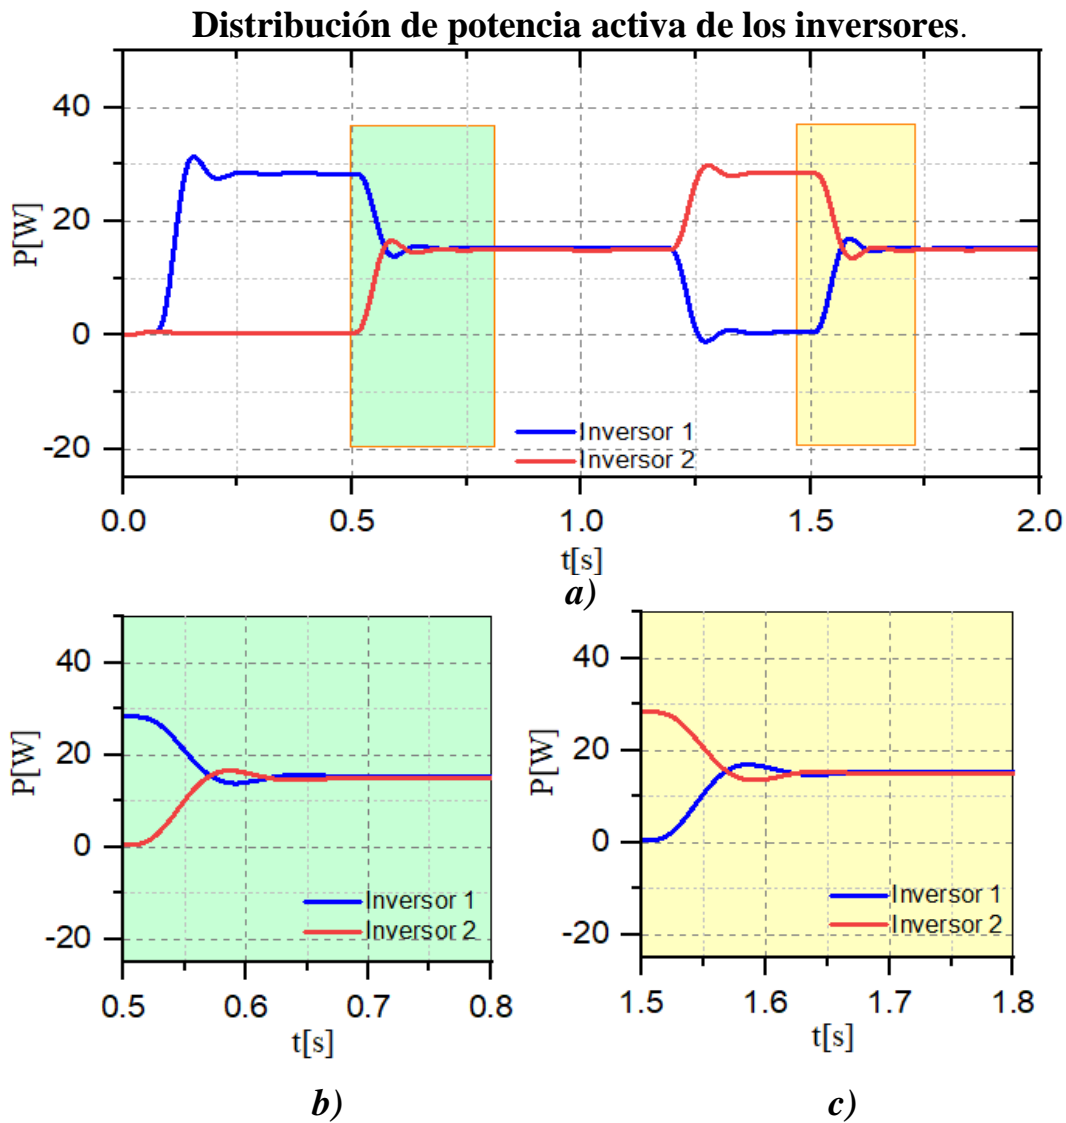 Distribución de potencia activa de los inversores.
40
20
0
-20
P[W]
Inversor 1
Inversor 2
0.0 0.5 1.0 1.5 2.0
t[s]
a)
40
20
0
-20
P[W]
Inversor 1
Inversor 2
0.5 0.6 0.7 0.8
t[s]
b)
40
20
0
-20
P[W]
Inversor 1
Inversor 2
1.5 1.6 1.7 1.8
t[s]
c)